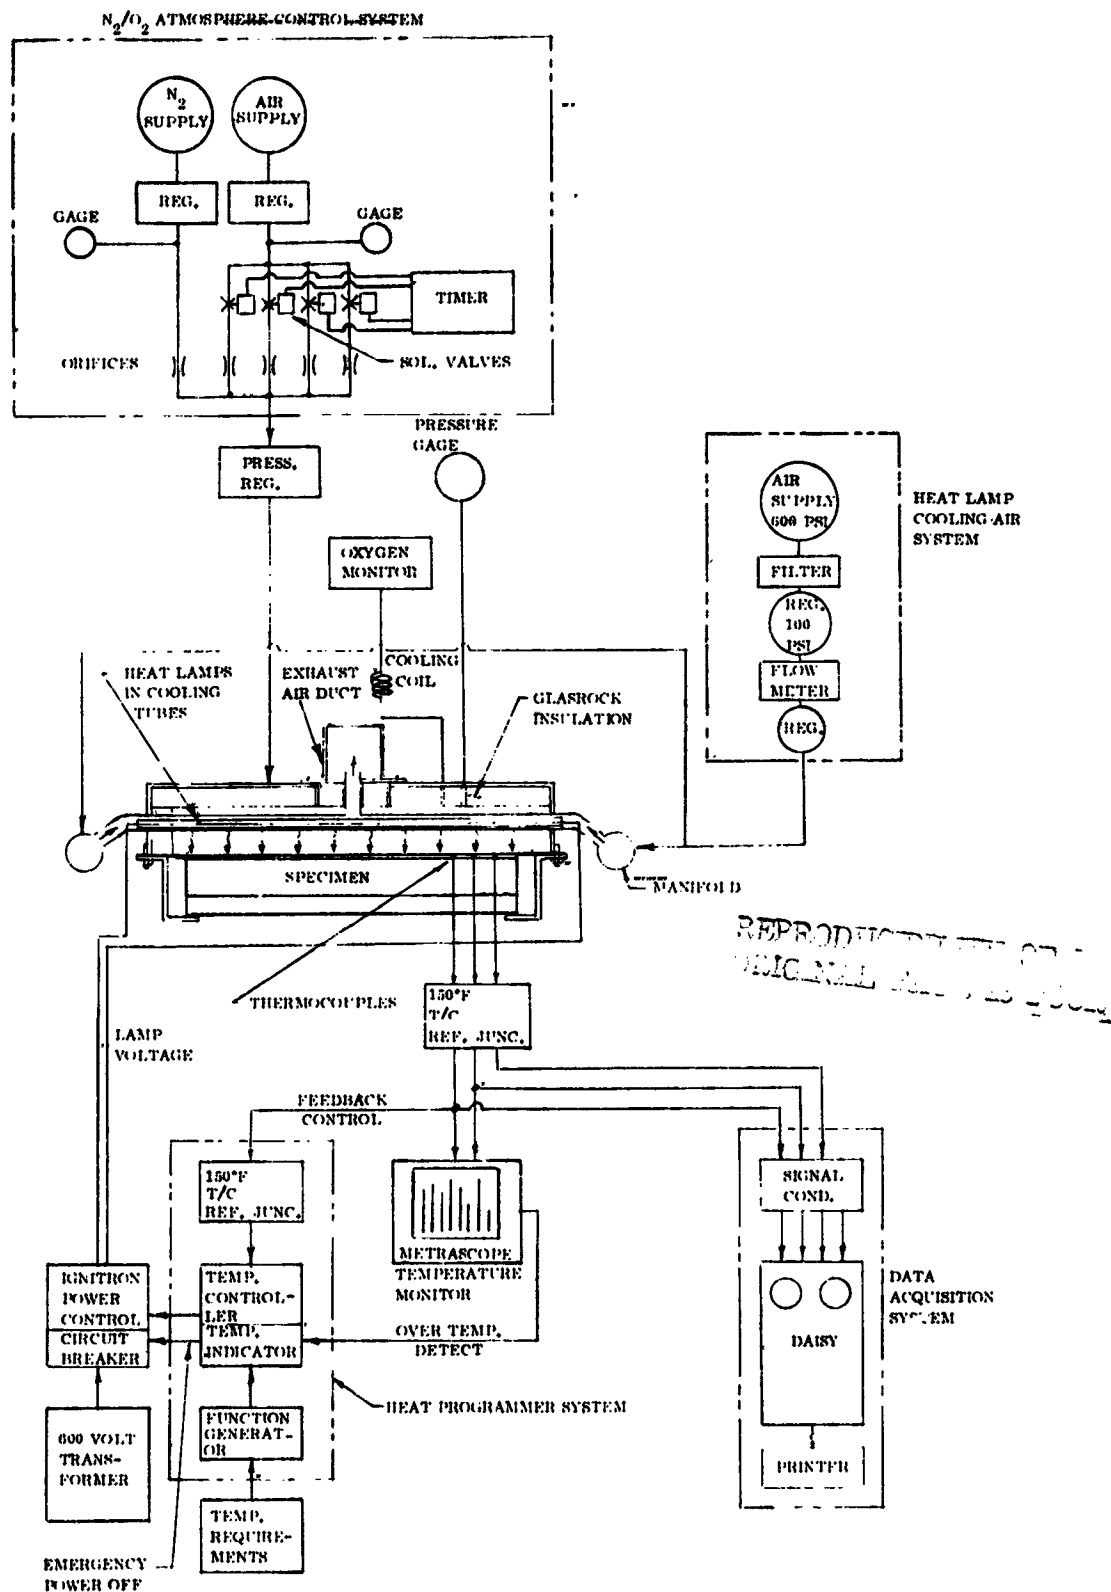 N2/O2 ATMOSPHERE CONTROL SYSTEM
N2
SUPPLY
AIR
SUPPLY
REG.
REG.
GAGE
GAGE
TIMER
ORIFICES
SOL. VALVES
PRESS.
REG.
PRESSURE
GAGE
OXYGEN
MONITOR
AIR
SUPPLY
600 PSI
HEAT LAMP
COOLING AIR
SYSTEM
FILTER
REG.
100
PSI
FLOW
METER
REG.
HEAT LAMPS
IN COOLING
TUBES
EXHAUST
AIR DUCT
COOLING
COIL
GLASROCK
INSULATION
SPECIMEN
MANIFOLD
REPRODUCIBILITY OF
ORIGINAL
THERMOCOUPLES
150°F
T/C
REF. JUNC.
LAMP
VOLTAGE
FEEDBACK
CONTROL
150°F
T/C
REF. JUNC.
SIGNAL
COND.
METRASCOPE
TEMPERATURE
MONITOR
IGNITRON
POWER
CONTROL
CIRCUIT
BREAKER
TEMP.
CONTROL-
LER
TEMP.
INDICATOR
OVER TEMP.
DETECT
DATA
ACQUISITION
SYSTEM
DAISY
HEAT PROGRAMMER SYSTEM
FUNCTION
GENERAT-
OR
600 VOLT
TRANS-
FORMER
PRINTER
TEMP.
REQUIRE-
MENTS
EMERGENCY
POWER OFF